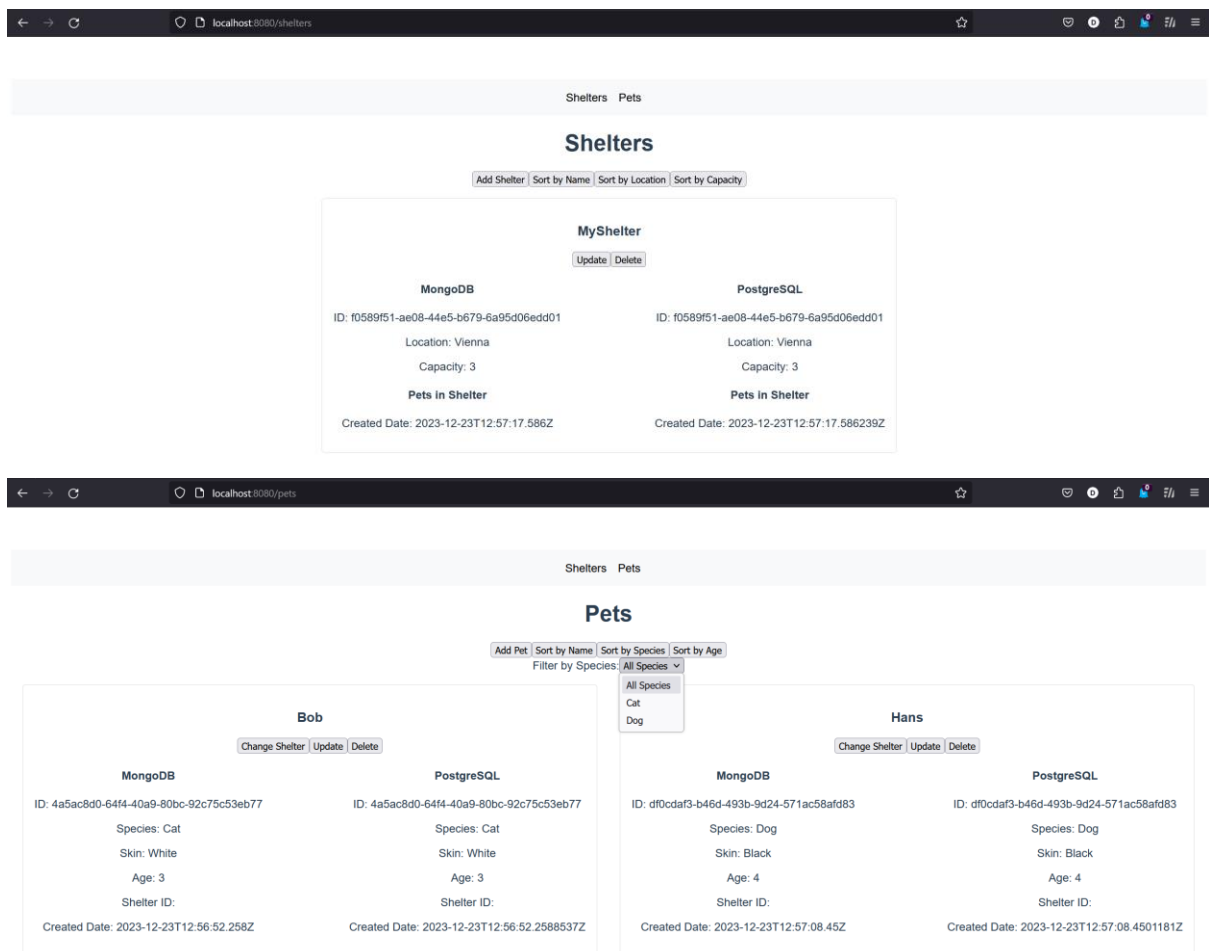 localhost:8080/shelters
Shelters Pets
Shelters
Add Shelter Sort by Name Sort by Location Sort by Capacity
MyShelter
Update Delete
MongoDB PostgreSQL
ID: f0589f51-ae08-44e5-b679-6a95d06edd01 ID: f0589f51-ae08-44e5-b679-6a95d06edd01
Location: Vienna Location: Vienna
Capacity: 3 Capacity: 3
Pets in Shelter Pets in Shelter
Created Date: 2023-12-23T12:57:17.586Z Created Date: 2023-12-23T12:57:17.586239Z
localhost:8080/pets
Shelters Pets
Pets
Add Pet Sort by Name Sort by Species Sort by Age
Filter by Species: All Species
All Species
Cat
Dog
Bob Hans
Change Shelter Update Delete Change Shelter Update Delete
MongoDB PostgreSQL MongoDB PostgreSQL
ID: 4a5ac8d0-64f4-40a9-80bc-92c75c53eb77 ID: 4a5ac8d0-64f4-40a9-80bc-92c75c53eb77 ID: df0cdaf3-b46d-493b-9d24-571ac58afd83 ID: df0cdaf3-b46d-493b-9d24-571ac58afd83
Species: Cat Species: Cat Species: Dog Species: Dog
Skin: White Skin: White Skin: Black Skin: Black
Age: 3 Age: 3 Age: 4 Age: 4
Shelter ID: Shelter ID: Shelter ID: Shelter ID:
Created Date: 2023-12-23T12:56:52.258Z Created Date: 2023-12-23T12:56:52.2588537Z Created Date: 2023-12-23T12:57:08.45Z Created Date: 2023-12-23T12:57:08.4501181Z